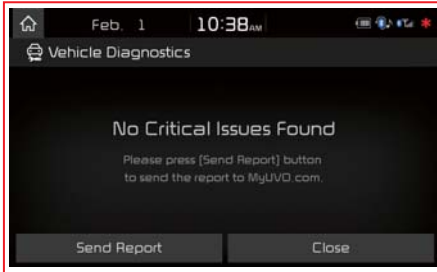 Feb. 1 10:38AM
Vehicle Diagnostics
No Critical Issues Found
Please press [Send Report] button
to send the report to MyUVO.com.
Send Report Close